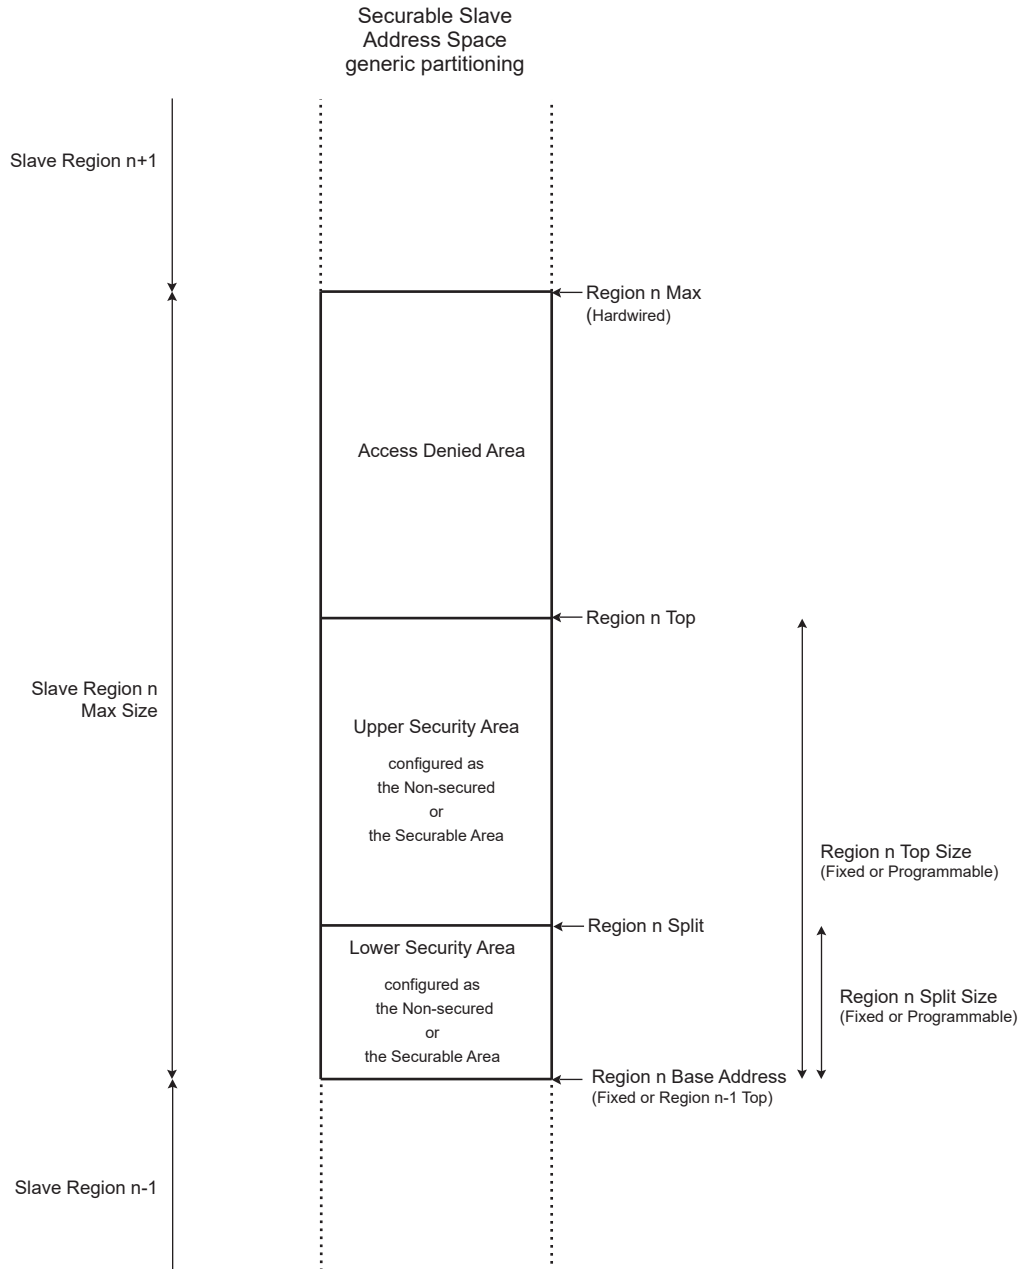 Securable Slave
Address Space
generic partitioning
Slave Region n+1
Region n Max
(Hardwired)
Access Denied Area
Region n Top
Slave Region n
Max Size
Upper Security Area
configured as
the Non-secured
or
the Securable Area
Region n Top Size
(Fixed or Programmable)
Region n Split
Lower Security Area
configured as
the Non-secured
or
the Securable Area
Region n Split Size
(Fixed or Programmable)
Region n Base Address
(Fixed or Region n-1 Top)
Slave Region n-1